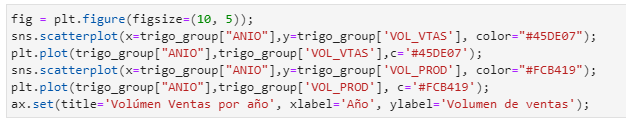 fig = plt.figure(figsize=(10, 5));
sns.scatterplot(x=trigo_group["ANIO"],y=trigo_group['VOL_VTAS'], color="#45DE07");
plt.plot(trigo_group["ANIO"],trigo_group['VOL_VTAS'],c='#45DE07');
sns.scatterplot(x=trigo_group["ANIO"],y=trigo_group['VOL_PROD'], color="#FCB419");
plt.plot(trigo_group["ANIO"],trigo_group['VOL_PROD'], c='#FCB419');
ax.set(title='Volúmen Ventas por año', xlabel='Año', ylabel='Volumen de ventas');